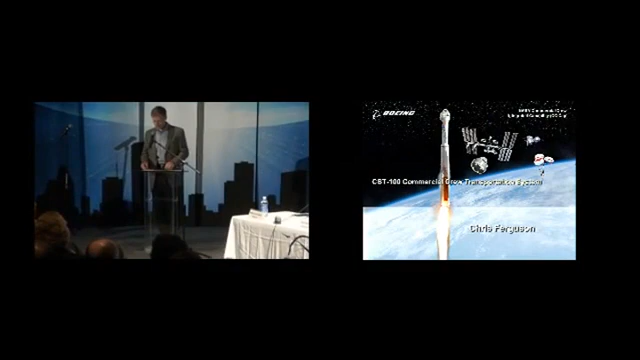 BOEING
CST-100 Commercial Crew Transportation System
Chris Ferguson